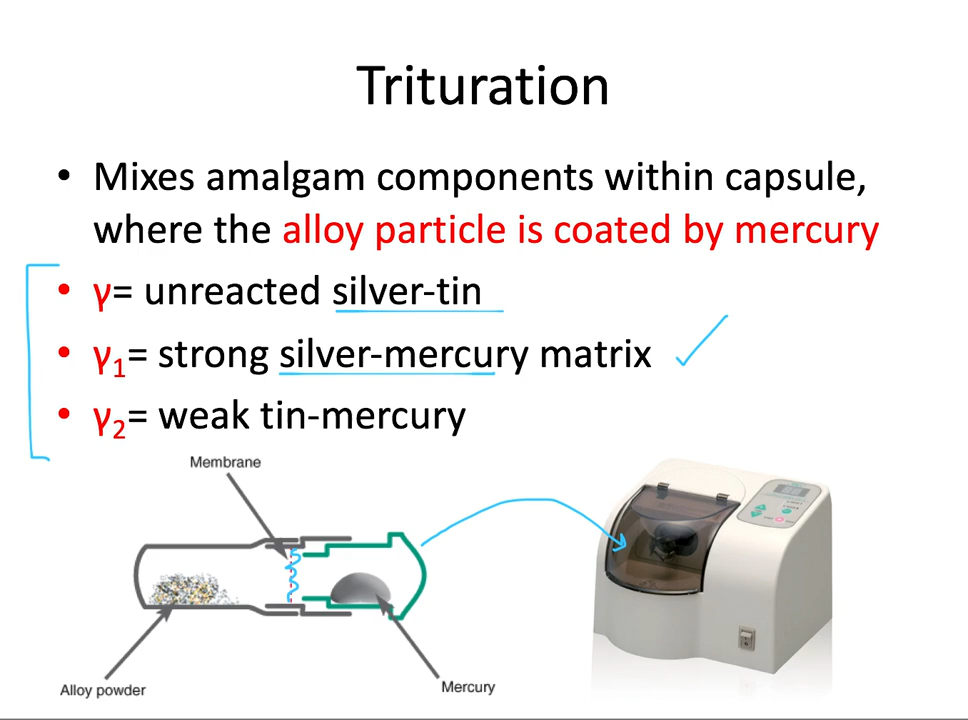 Trituration
• Mixes amalgam components within capsule,
where the alloy particle is coated by mercury
• γ= unreacted silver-tin
• γ₁= strong silver-mercury matrix
• γ₂= weak tin-mercury
Membrane
Alloy powder
Mercury